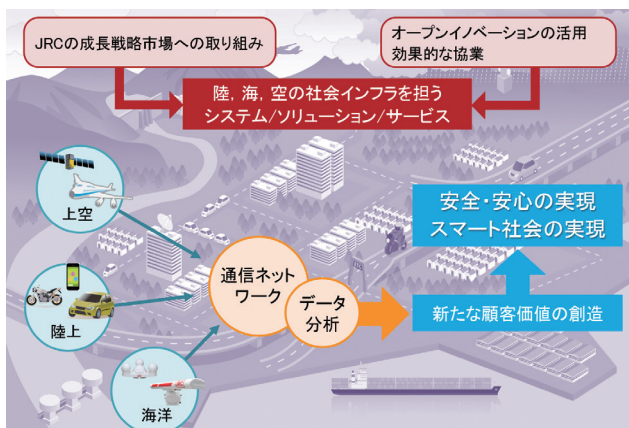 JRCの成長戦略市場への取り組み
オープンイノベーションの活用
効果的な協業
陸，海，空の社会インフラを担う
システム/ソリューション/サービス
上空
陸上
海洋
通信ネット
ワーク
データ
分析
安全・安心の実現
スマート社会の実現
新たな顧客価値の創造